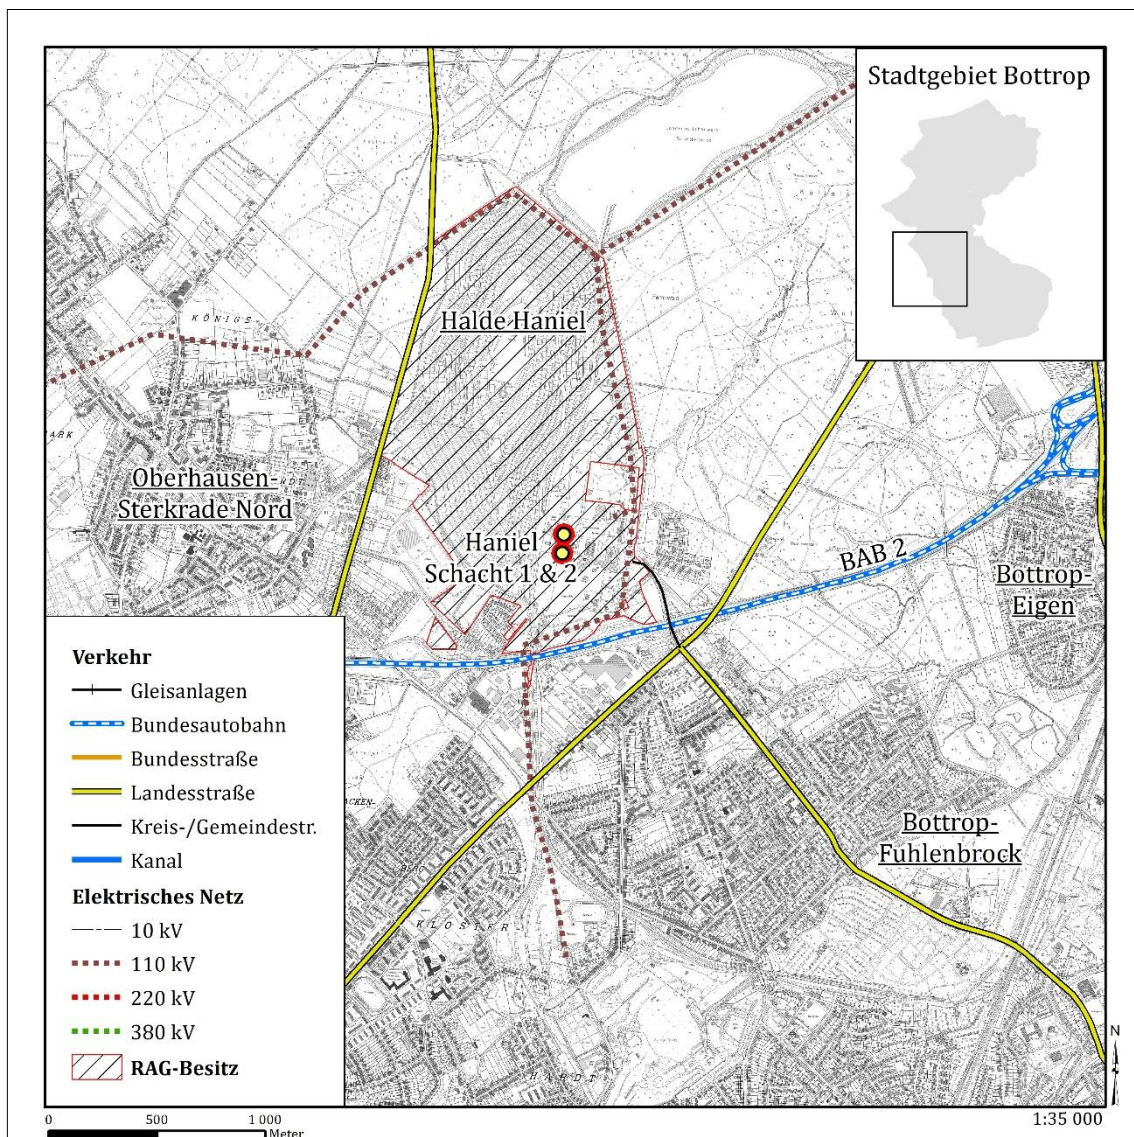 Stadtgebiet Bottrop
KÖNIGS
Halde Haniel
Oberhausen-
Sterkrade Nord
Haniel
Schacht 1 & 2
BAB 2
Bottrop-
Eigen
Bottrop-
Fuhlenbrock
HARDT
Verkehr
Gleisanlagen
Bundesautobahn
Bundesstraße
Landesstraße
Kreis-/Gemeindestr.
Kanal
Elektrisches Netz
10 kV
110 kV
220 kV
380 kV
RAG-Besitz
N
0 500 1 000
Meter
1:35 000